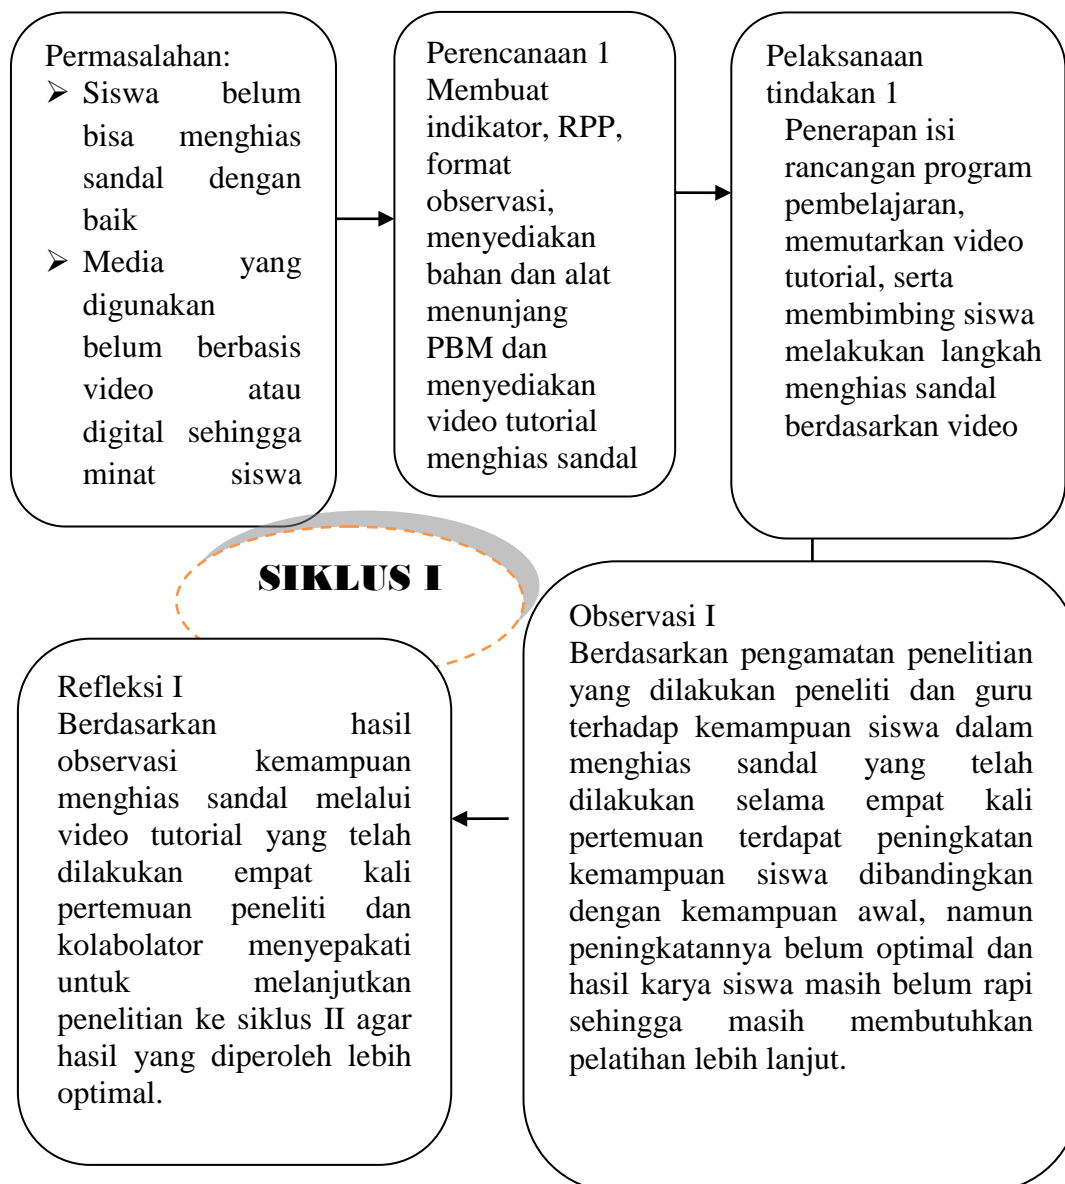 Permasalahan:
➢ Siswa belum
bisa menghias
sandal dengan
baik
➢ Media yang
digunakan
belum berbasis
video atau
digital sehingga
minat siswa
Perencanaan 1
Membuat
indikator, RPP,
format
observasi,
menyediakan
bahan dan alat
menunjang
PBM dan
menyediakan
video tutorial
menghias sandal
Pelaksanaan
tindakan 1
Penerapan isi
rancangan program
pembelajaran,
memutarkan video
tutorial, serta
membimbing siswa
melakukan langkah
menghias sandal
berdasarkan video
SIKLUS I
Observasi I
Berdasarkan pengamatan penelitian
yang dilakukan peneliti dan guru
terhadap kemampuan siswa dalam
menghias sandal yang telah
dilakukan selama empat kali
pertemuan terdapat peningkatan
kemampuan siswa dibandingkan
dengan kemampuan awal, namun
peningkatannya belum optimal dan
hasil karya siswa masih belum rapi
sehingga masih membutuhkan
pelatihan lebih lanjut.
Refleksi I
Berdasarkan hasil
observasi kemampuan
menghias sandal melalui
video tutorial yang telah
dilakukan empat kali
pertemuan peneliti dan
kolabolator menyepakati
untuk melanjutkan
penelitian ke siklus II agar
hasil yang diperoleh lebih
optimal.